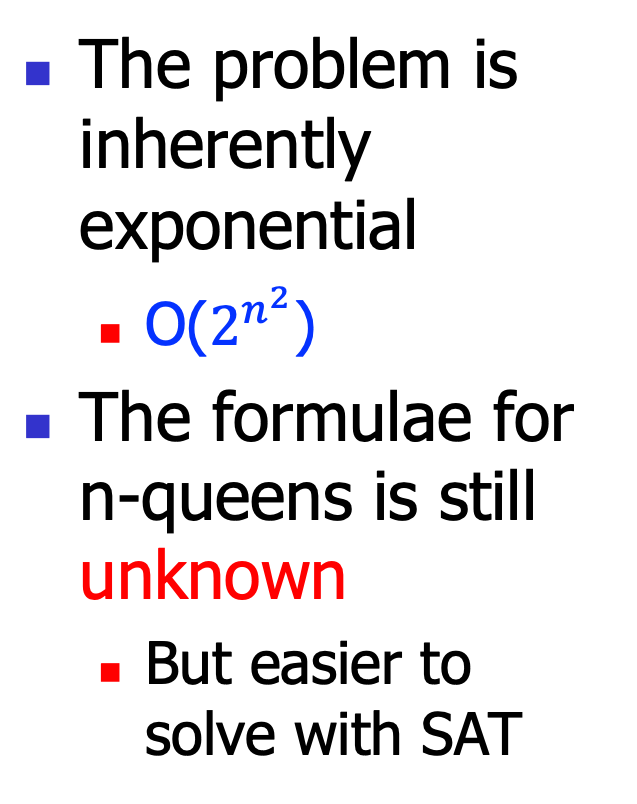 The problem is
inherently
exponential
O(2^{n^2})
The formulae for
n-queens is still
unknown
But easier to
solve with SAT